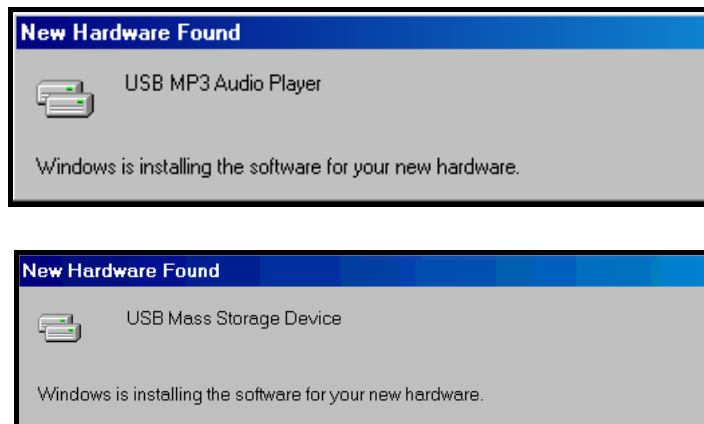 New Hardware Found
USB MP3 Audio Player
Windows is installing the software for your new hardware.
New Hardware Found
USB Mass Storage Device
Windows is installing the software for your new hardware.